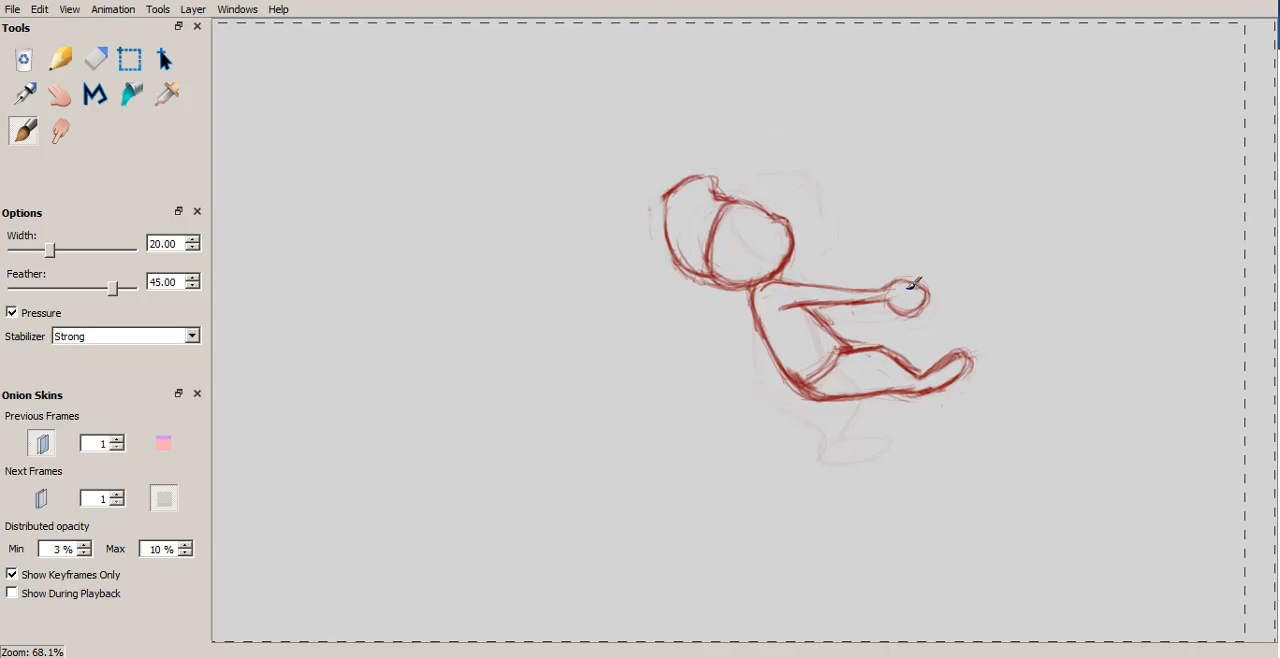 File Edit View Animation Tools Layer Windows Help
Tools
Options
Width:
20.00
Feather:
45.00
Pressure
Stabilizer Strong
Onion Skins
Previous Frames
1
Next Frames
1
Distributed opacity
Min 3 % Max 10 %
Show Keyframes Only
Show During Playback
Zoom: 68.1%